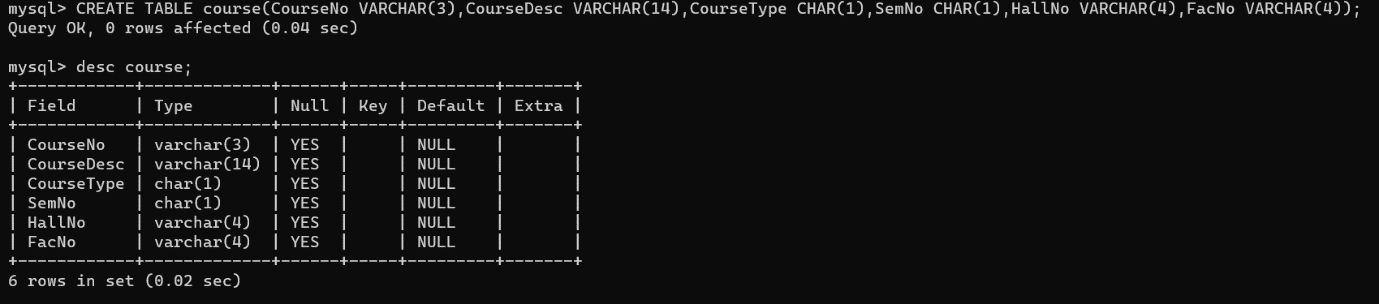 mysql> CREATE TABLE course(CourseNo VARCHAR(3),CourseDesc VARCHAR(14),CourseType CHAR(1),SemNo CHAR(1),HallNo VARCHAR(4),FacNo VARCHAR(4));
Query OK, 0 rows affected (0.04 sec)
mysql> desc course;
+------------+-------------+------+-----+---------+-------+
| Field      | Type        | Null | Key | Default | Extra |
+------------+-------------+------+-----+---------+-------+
| CourseNo   | varchar(3)  | YES  |     | NULL    |       |
| CourseDesc | varchar(14) | YES  |     | NULL    |       |
| CourseType | char(1)     | YES  |     | NULL    |       |
| SemNo      | char(1)     | YES  |     | NULL    |       |
| HallNo     | varchar(4)  | YES  |     | NULL    |       |
| FacNo      | varchar(4)  | YES  |     | NULL    |       |
+------------+-------------+------+-----+---------+-------+
6 rows in set (0.02 sec)